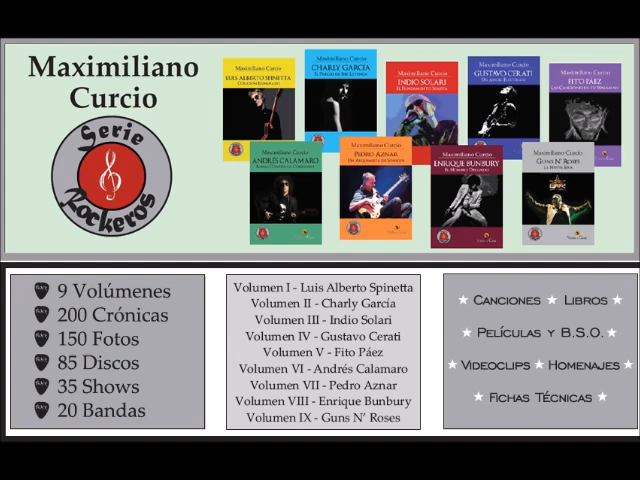 Maximiliano
Curcio
Serie
Rockeros
Maximiliano Curcio
LUIS ALBERTO SPINETTA
Maximiliano Curcio
CHARLY GARCÍA
Maximiliano Curcio
INDIO SOLARI
Maximiliano Curcio
GUSTAVO CERATI
Maximiliano Curcio
FITO PÁEZ
Maximiliano Curcio
ANDRÉS CALAMARO
Maximiliano Curcio
PEDRO AZNAR
Maximiliano Curcio
ENRIQUE BUNBURY
Maximiliano Curcio
GUNS N' ROSES
9 Volúmenes
200 Crónicas
150 Fotos
85 Discos
35 Shows
20 Bandas
Volumen I - Luis Alberto Spinetta
Volumen II - Charly García
Volumen III - Indio Solari
Volumen IV - Gustavo Cerati
Volumen V - Fito Páez
Volumen VI - Andrés Calamaro
Volumen VII - Pedro Aznar
Volumen VIII - Enrique Bunbury
Volumen IX - Guns N' Roses
★ Canciones ★ Libros ★
★ Películas y B.S.O. ★
★ Videoclips ★ Homenajes ★
★ Fichas Técnicas ★